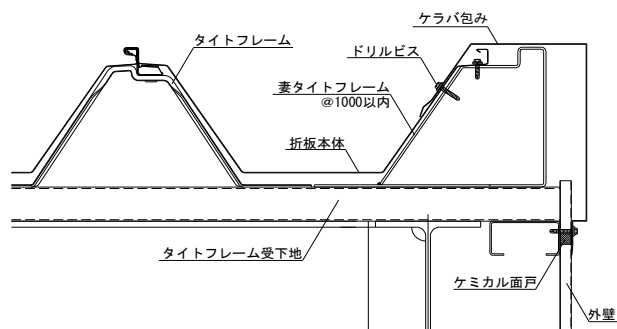 ケラバ包み
タイトフレーム
ドリルビス
妻タイトフレーム
@1000以内
折板本体
タイトフレーム受下地
ケミカル面戸
外壁